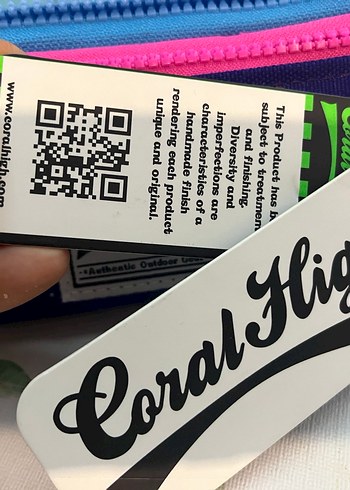 This Product has b
subject to treatmen
and finishing.
Diversity and
imperfections are
characteristics of a
handmade finish
rendering each product
unique and original.
www.coralhigh.com
Authentic Outdoor
Coral Hig